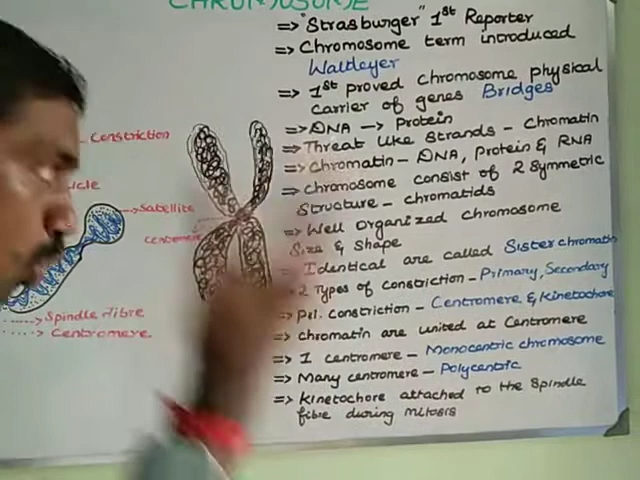 CHROMOSOME
Constriction
Satellite
Spindle fibre
Centromere
=> "Strasburger" 1st Reporter
=> Chromosome term introduced
Waldeyer
=> 1st proved chromosome physical
carrier of genes Bridges
=> DNA → Protein
=> Threat like strands - Chromatin
=> Chromatin - DNA, Protein & RNA
=> Chromosome consist of 2 Symmetric
Structure - chromatids
=> Well organized chromosome
Size & Shape
Identical are called Sister chromatin
2 Types of constriction - Primary, Secondary
=> Pri. constriction - Centromere & Kinetochore
=> chromatin are united at Centromere
=> 1 centromere - Monocentric chromosome
=> Many centromere - Polycentric
=> Kinetochore attached to the Spindle
fibre during mitosis